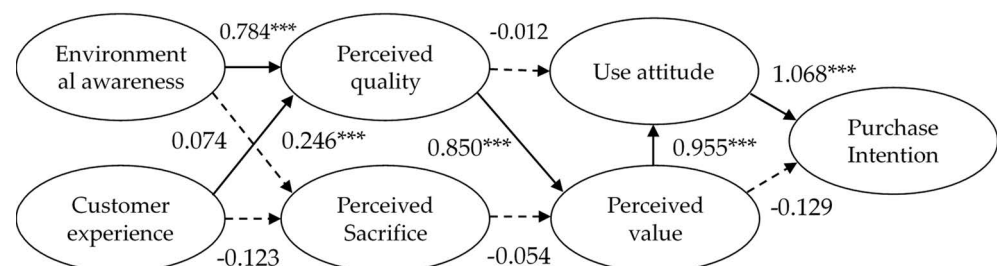 0.784***
-0.012
Environment
al awareness
Perceived
quality
Use attitude
1.068***
0.074
0.246***
0.850***
0.955***
Purchase
Intention
Customer
experience
Perceived
Sacrifice
Perceived
value
-0.123
-0.054
-0.129